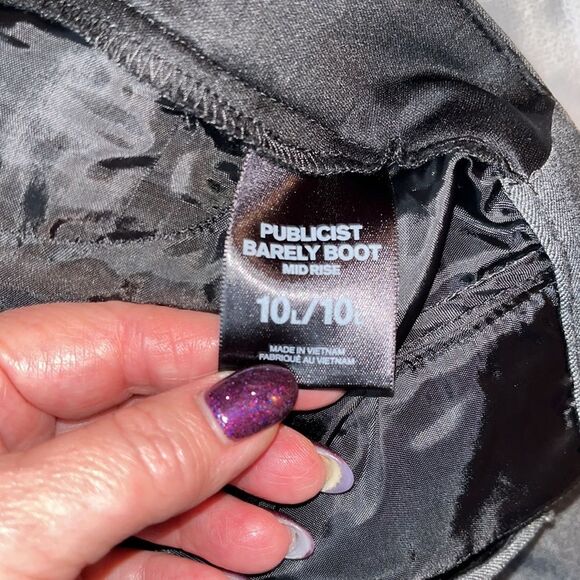 PUBLICIST
BARELY BOOT
MID RISE
10L/10L
MADE IN VIETNAM
FABRIQUÉ AU VIETNAM